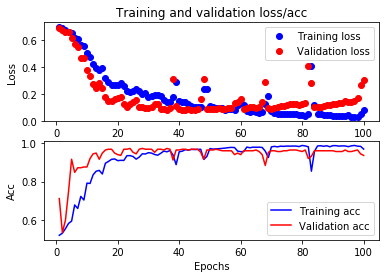 Training and validation loss/acc
Loss
0.6
0.4
0.2
0.0
Training loss
Validation loss
0 20 40 60 80 100
Acc
1.0
0.8
0.6
Training acc
Validation acc
0 20 40 60 80 100
Epochs